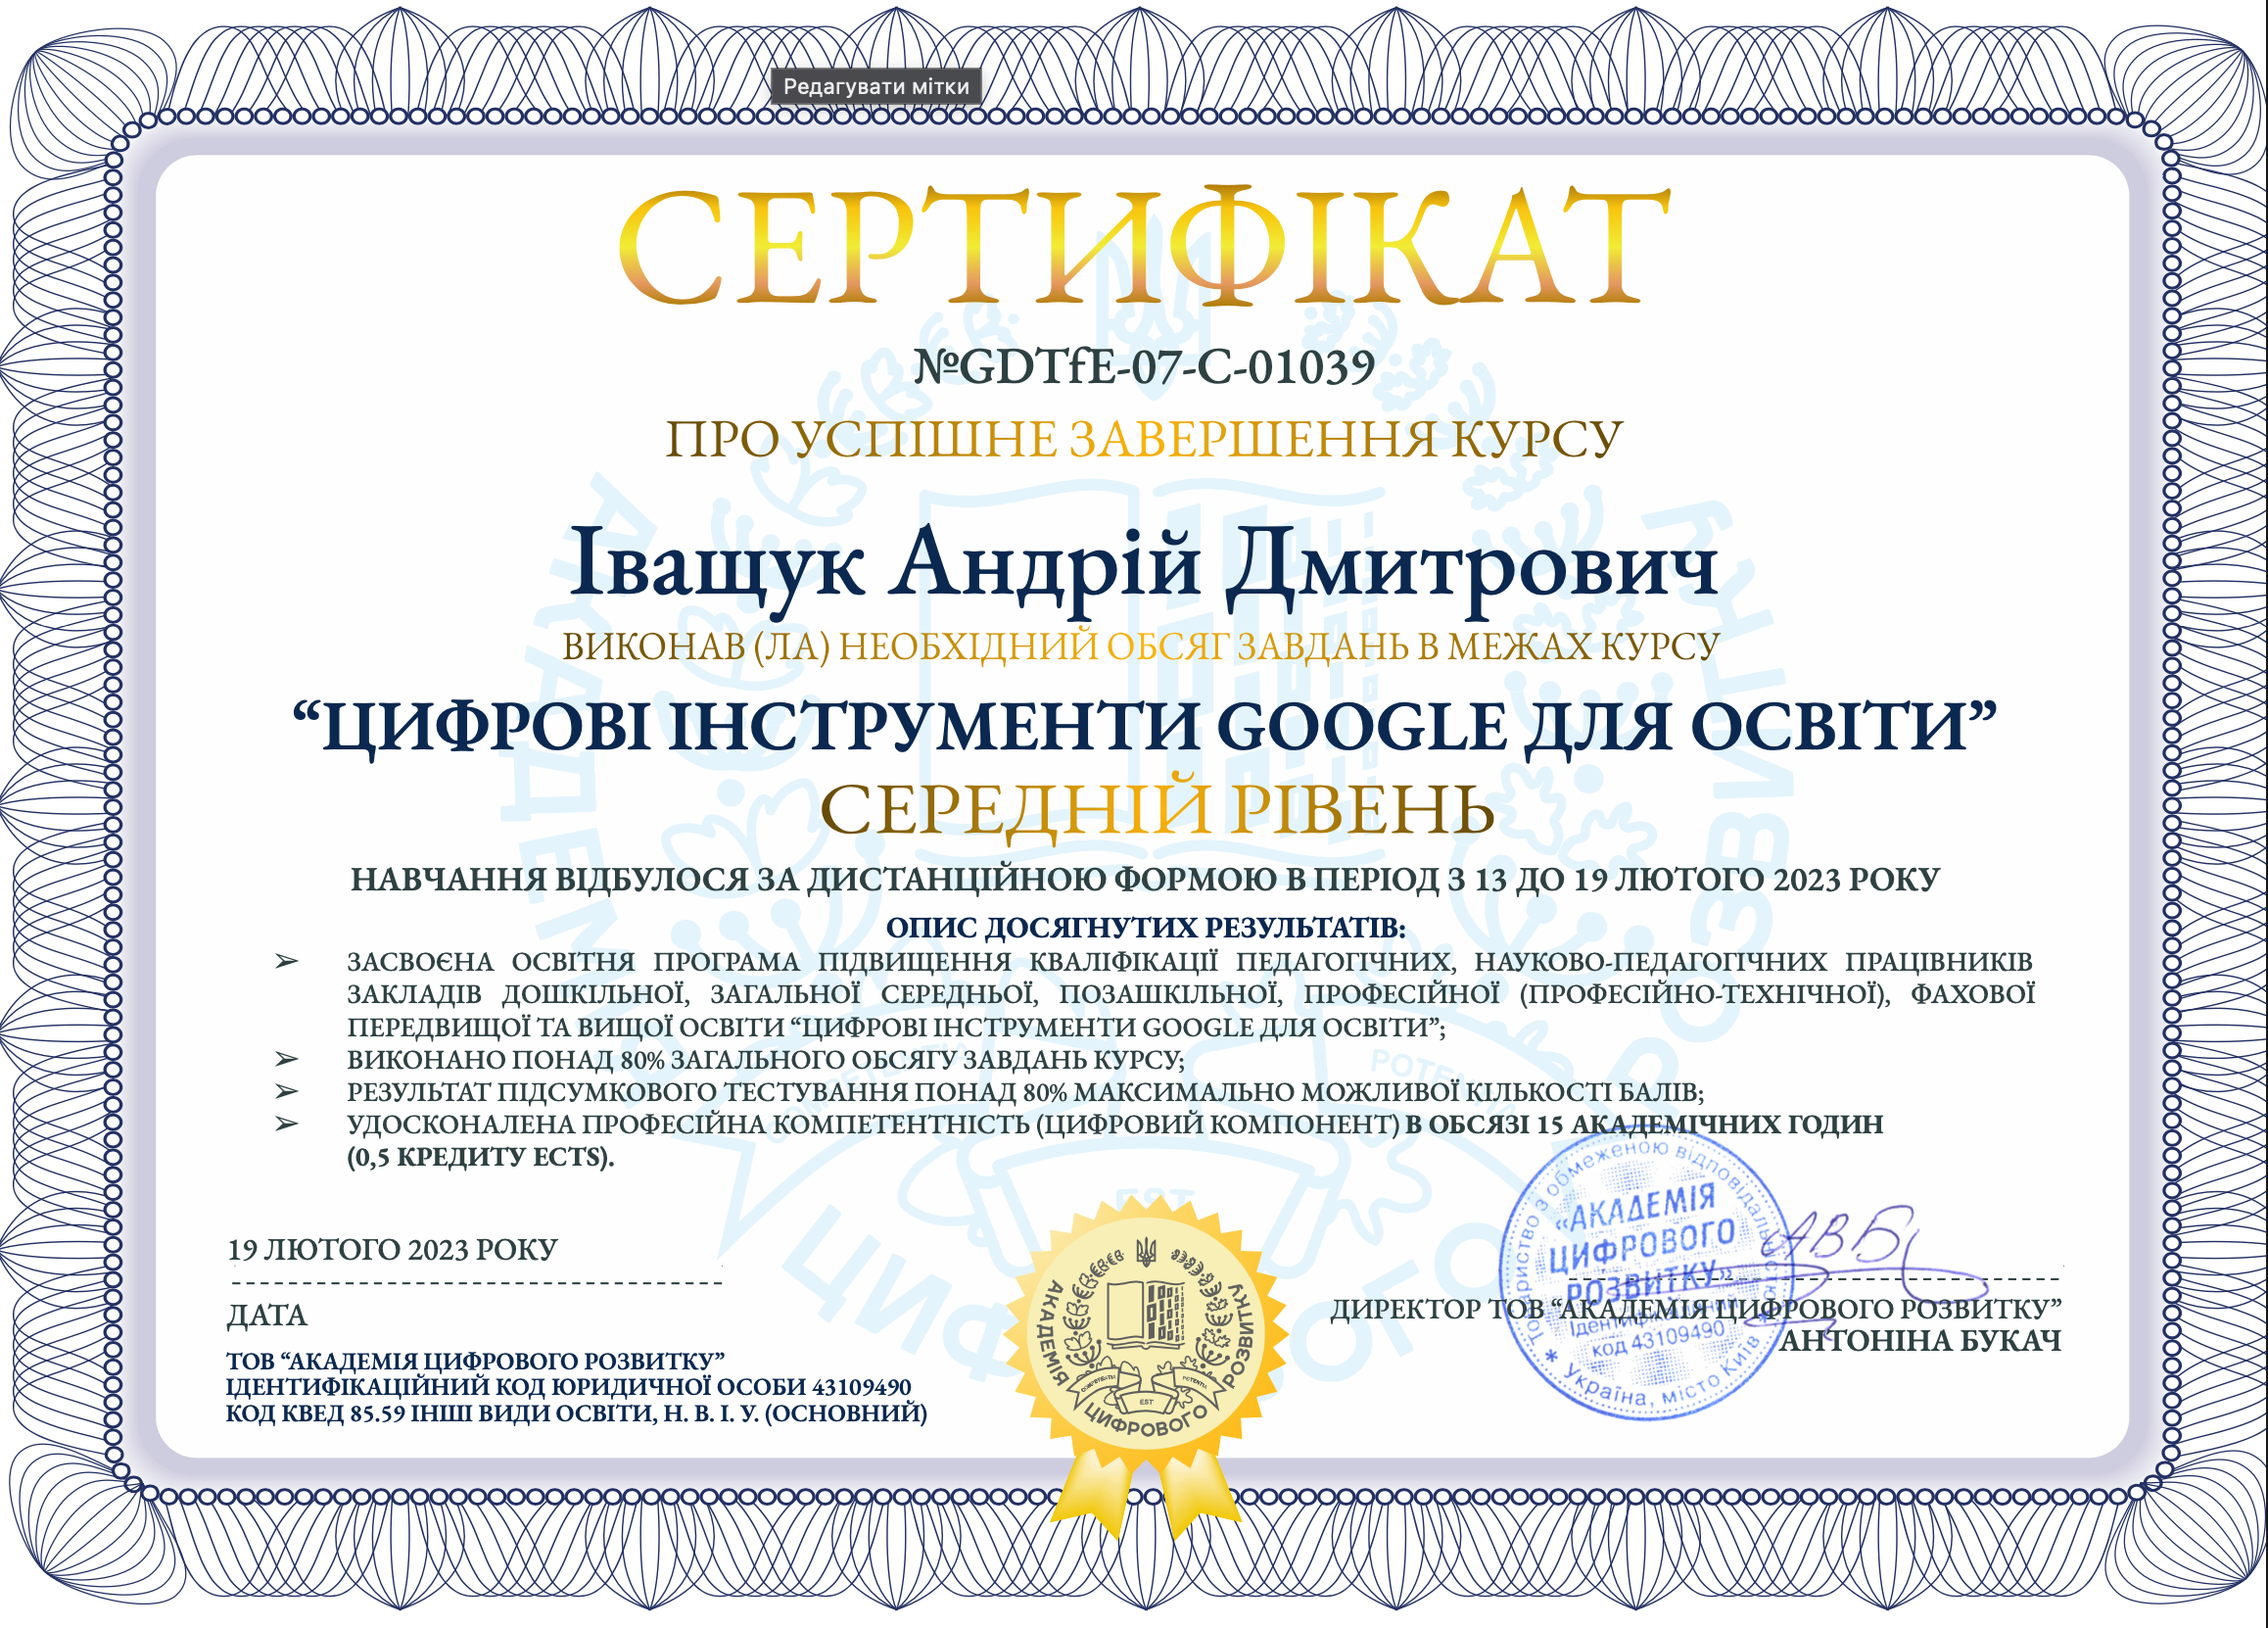 Редагувати мітки
СЕРТИФІКАТ
№GDTfE-07-С-01039
ПРО УСПІШНЕ ЗАВЕРШЕННЯ КУРСУ
Іващук Андрій Дмитрович
ВИКОНАВ (ЛА) НЕОБХІДНИЙ ОБСЯГ ЗАВДАНЬ В МЕЖАХ КУРСУ
“ЦИФРОВІ ІНСТРУМЕНТИ GOOGLE ДЛЯ ОСВІТИ”
СЕРЕДНІЙ РІВЕНЬ
НАВЧАННЯ ВІДБУЛОСЯ ЗА ДИСТАНЦІЙНОЮ ФОРМОЮ В ПЕРІОД З 13 ДО 19 ЛЮТОГО 2023 РОКУ
ОПИС ДОСЯГНУТИХ РЕЗУЛЬТАТІВ:
➢ ЗАСВОЄНА ОСВІТНЯ ПРОГРАМА ПІДВИЩЕННЯ КВАЛІФІКАЦІЇ ПЕДАГОГІЧНИХ, НАУКОВО-ПЕДАГОГІЧНИХ ПРАЦІВНИКІВ
ЗАКЛАДІВ ДОШКІЛЬНОЇ, ЗАГАЛЬНОЇ СЕРЕДНЬОЇ, ПОЗАШКІЛЬНОЇ, ПРОФЕСІЙНОЇ (ПРОФЕСІЙНО-ТЕХНІЧНОЇ), ФАХОВОЇ
ПЕРЕДВИЩОЇ ТА ВИЩОЇ ОСВІТИ “ЦИФРОВІ ІНСТРУМЕНТИ GOOGLE ДЛЯ ОСВІТИ”;
➢ ВИКОНАНО ПОНАД 80% ЗАГАЛЬНОГО ОБСЯГУ ЗАВДАНЬ КУРСУ;
➢ РЕЗУЛЬТАТ ПІДСУМКОВОГО ТЕСТУВАННЯ ПОНАД 80% МАКСИМАЛЬНО МОЖЛИВОЇ КІЛЬКОСТІ БАЛІВ;
➢ УДОСКОНАЛЕНА ПРОФЕСІЙНА КОМПЕТЕНТНІСТЬ (ЦИФРОВИЙ КОМПОНЕНТ) В ОБСЯЗІ 15 АКАДЕМІЧНИХ ГОДИН
(0,5 КРЕДИТУ ECTS).
19 ЛЮТОГО 2023 РОКУ
ДАТА
ТОВ “АКАДЕМІЯ ЦИФРОВОГО РОЗВИТКУ”
ІДЕНТИФІКАЦІЙНИЙ КОД ЮРИДИЧНОЇ ОСОБИ 43109490
КОД КВЕД 85.59 ІНШІ ВИДИ ОСВІТИ, Н. В. І. У. (ОСНОВНИЙ)
АКАДЕМІЯ ЦИФРОВОГО РОЗВИТКУ
EST
Товариство з обмеженою відповідальністю
«АКАДЕМІЯ
ЦИФРОВОГО
РОЗВИТКУ»
Ідентифікаційний
код 43109490
* Україна, місто Київ *
ДИРЕКТОР ТОВ “АКАДЕМІЯ ЦИФРОВОГО РОЗВИТКУ”
АНТОНІНА БУКАЧ